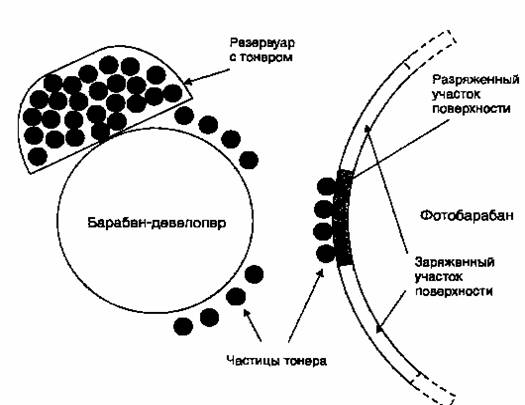 Резервуар
с тонером
Разряженный
участок
поверхности
Барабан-девелопер
Фотобарабан
Заряженный
участок
поверхности
Частицы тонера